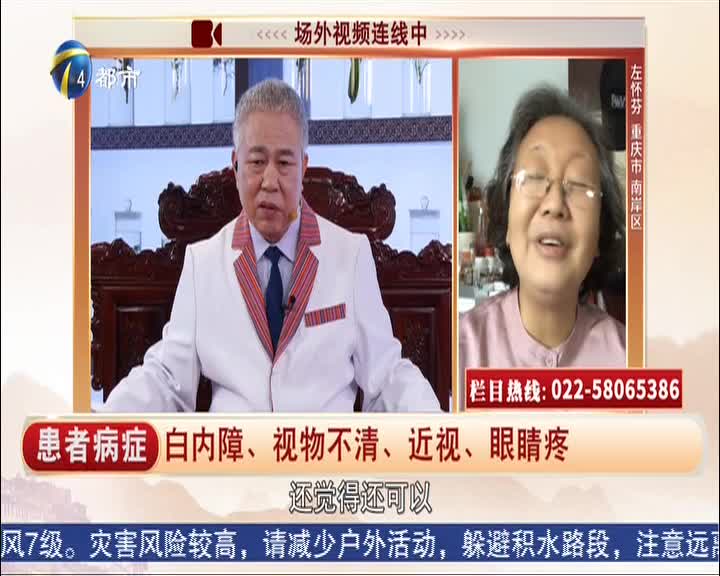 <<<< 场外视频连线中 >>>>
4 都市
左怀芬 重庆市 南岸区
栏目热线: 022-58065386
患者病症 白内障、视物不清、近视、眼睛疼
还觉得还可以
风7级。灾害风险较高，请减少户外活动，躲避积水路段，注意远离